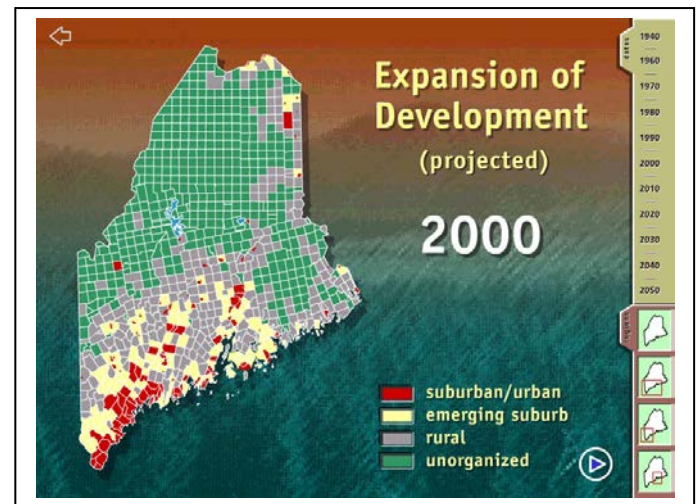 Expansion of
Development
(projected)
2000
suburban/urban
emerging suburb
rural
unorganized
dates
1940
1960
1970
1980
1990
2000
2010
2020
2030
2040
2050